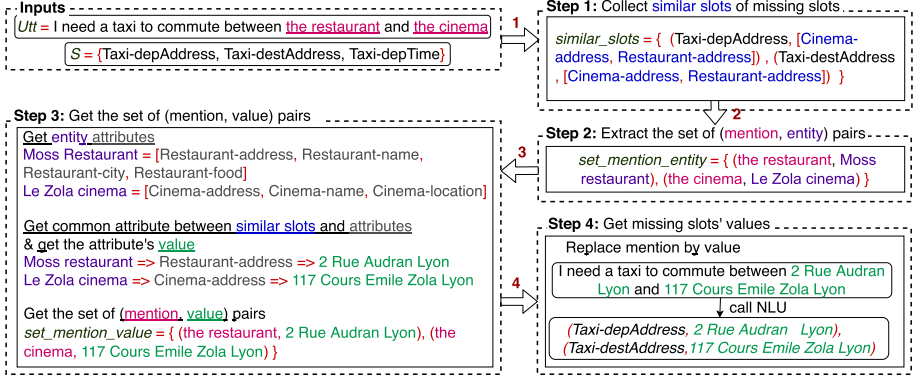 Inputs
Utt = I need a taxi to commute between the restaurant and the cinema
S = {Taxi-depAddress, Taxi-destAddress, Taxi-depTime}
1
Step 1: Collect similar slots of missing slots
similar_slots = { (Taxi-depAddress, [Cinema-
address, Restaurant-address]) , (Taxi-destAddress
, [Cinema-address, Restaurant-address]) }
2
Step 2: Extract the set of (mention, entity) pairs
set_mention_entity = { (the restaurant, Moss
restaurant), (the cinema, Le Zola cinema) }
3
Step 3: Get the set of (mention, value) pairs
Get entity attributes
Moss Restaurant = [Restaurant-address, Restaurant-name,
Restaurant-city, Restaurant-food]
Le Zola cinema = [Cinema-address, Cinema-name, Cinema-location]
Get common attribute between similar slots and attributes
& get the attribute's value
Moss restaurant => Restaurant-address => 2 Rue Audran Lyon
Le Zola cinema => Cinema-address => 117 Cours Emile Zola Lyon
Get the set of (mention, value) pairs
set_mention_value = { (the restaurant, 2 Rue Audran Lyon), (the
cinema, 117 Cours Emile Zola Lyon) }
4
Step 4: Get missing slots' values
Replace mention by value
I need a taxi to commute between 2 Rue Audran
Lyon and 117 Cours Emile Zola Lyon
call NLU
(Taxi-depAddress, 2 Rue Audran Lyon),
(Taxi-destAddress,117 Cours Emile Zola Lyon)